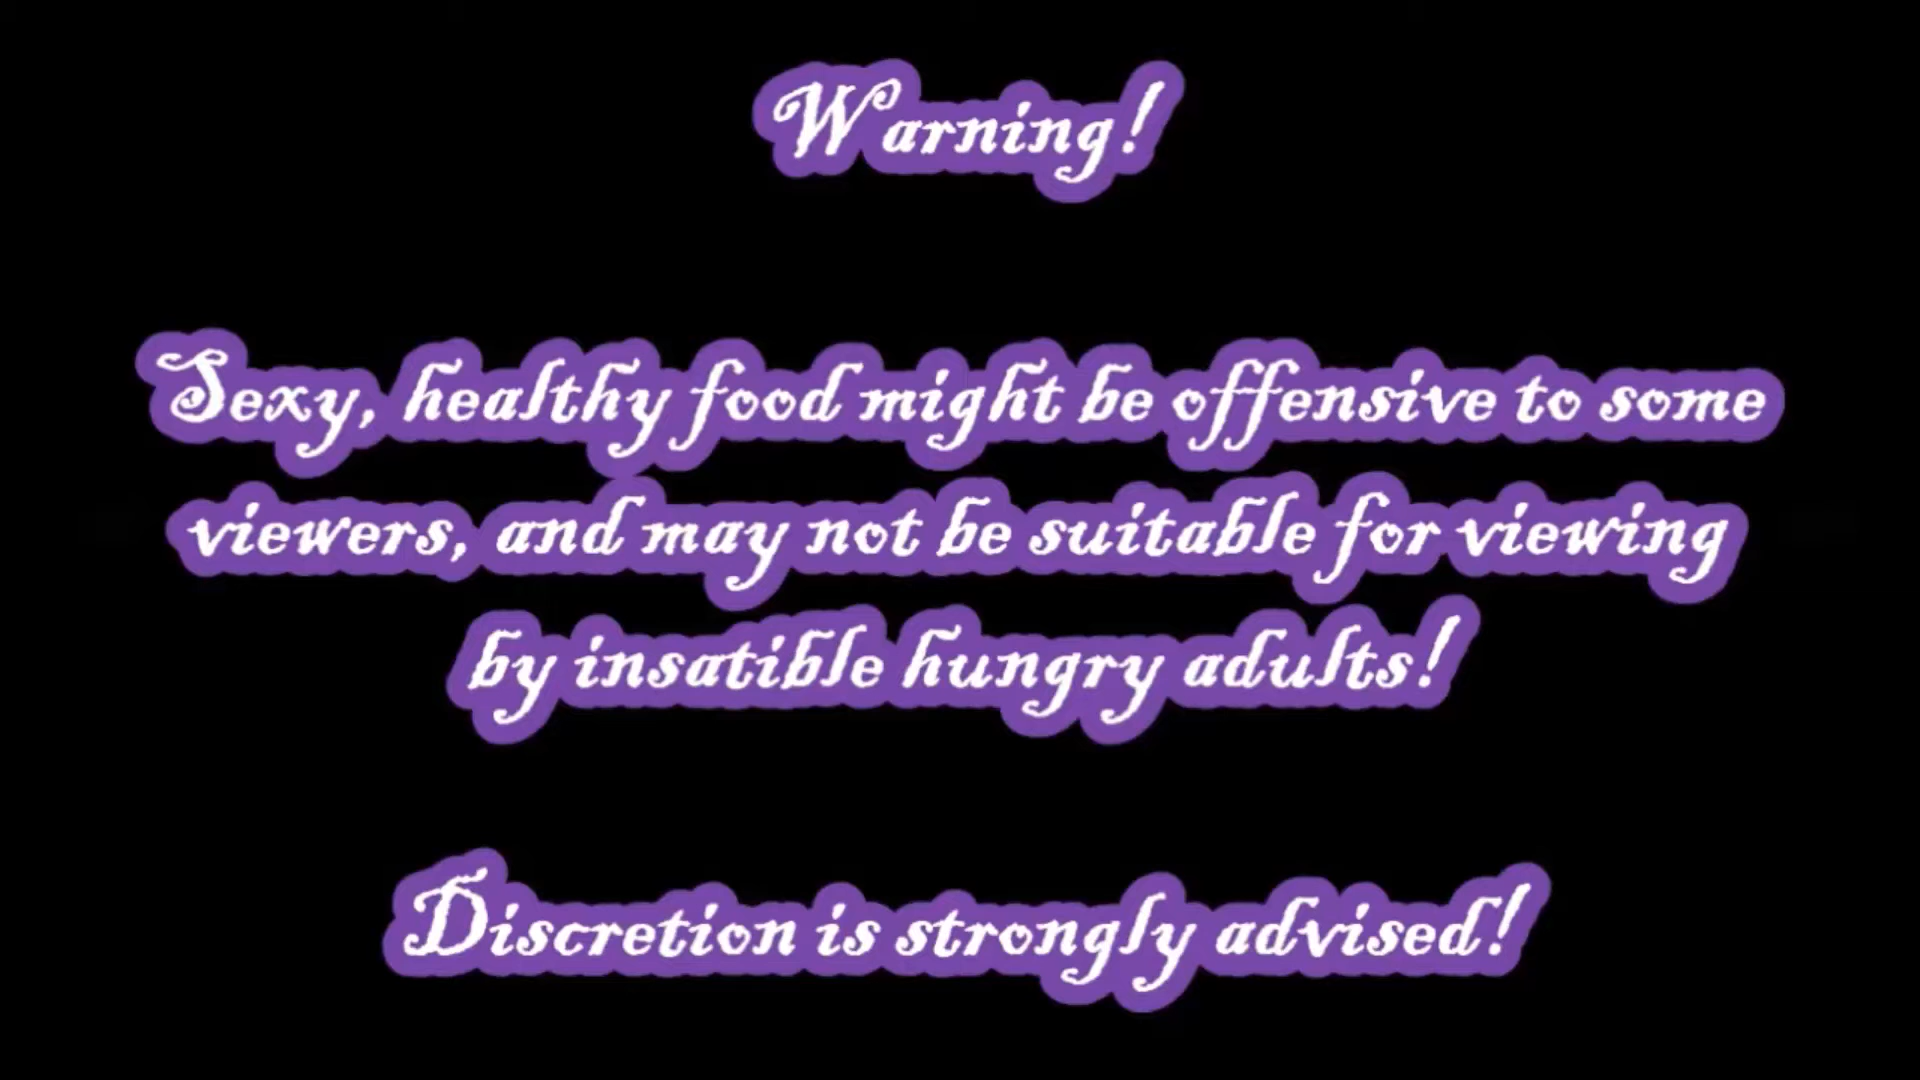 Warning!
Sexy, healthy food might be offensive to some
viewers, and may not be suitable for viewing
by insatible hungry adults!
Discretion is strongly advised!